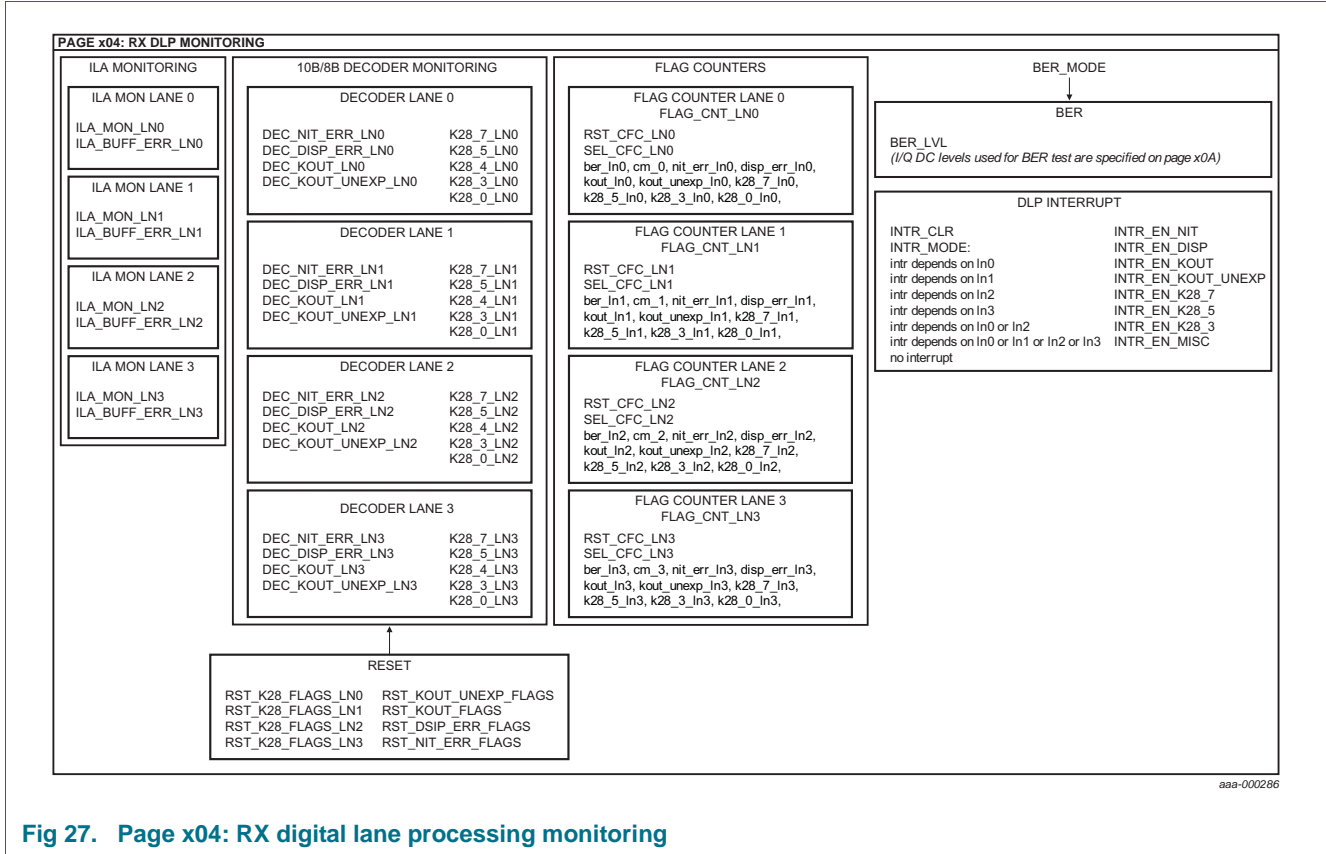 PAGE x04: RX DLP MONITORING
ILA MONITORING
ILA MON LANE 0
ILA_MON_LN0
ILA_BUFF_ERR_LN0
ILA MON LANE 1
ILA_MON_LN1
ILA_BUFF_ERR_LN1
ILA MON LANE 2
ILA_MON_LN2
ILA_BUFF_ERR_LN2
ILA MON LANE 3
ILA_MON_LN3
ILA_BUFF_ERR_LN3
10B/8B DECODER MONITORING
DECODER LANE 0
DEC_NIT_ERR_LN0 K28_7_LN0
DEC_DISP_ERR_LN0 K28_5_LN0
DEC_KOUT_LN0 K28_4_LN0
DEC_KOUT_UNEXP_LN0 K28_3_LN0
K28_0_LN0
DECODER LANE 1
DEC_NIT_ERR_LN1 K28_7_LN1
DEC_DISP_ERR_LN1 K28_5_LN1
DEC_KOUT_LN1 K28_4_LN1
DEC_KOUT_UNEXP_LN1 K28_3_LN1
K28_0_LN1
DECODER LANE 2
DEC_NIT_ERR_LN2 K28_7_LN2
DEC_DISP_ERR_LN2 K28_5_LN2
DEC_KOUT_LN2 K28_4_LN2
DEC_KOUT_UNEXP_LN2 K28_3_LN2
K28_0_LN2
DECODER LANE 3
DEC_NIT_ERR_LN3 K28_7_LN3
DEC_DISP_ERR_LN3 K28_5_LN3
DEC_KOUT_LN3 K28_4_LN3
DEC_KOUT_UNEXP_LN3 K28_3_LN3
K28_0_LN3
RESET
RST_K28_FLAGS_LN0 RST_KOUT_UNEXP_FLAGS
RST_K28_FLAGS_LN1 RST_KOUT_FLAGS
RST_K28_FLAGS_LN2 RST_DSIP_ERR_FLAGS
RST_K28_FLAGS_LN3 RST_NIT_ERR_FLAGS
FLAG COUNTERS
FLAG COUNTER LANE 0
FLAG_CNT_LN0
RST_CFC_LN0
SEL_CFC_LN0
ber_ln0, cm_0, nit_err_ln0, disp_err_ln0,
kout_ln0, kout_unexp_ln0, k28_7_ln0,
k28_5_ln0, k28_3_ln0, k28_0_ln0,
FLAG COUNTER LANE 1
FLAG_CNT_LN1
RST_CFC_LN1
SEL_CFC_LN1
ber_ln1, cm_1, nit_err_ln1, disp_err_ln1,
kout_ln1, kout_unexp_ln1, k28_7_ln1,
k28_5_ln1, k28_3_ln1, k28_0_ln1,
FLAG COUNTER LANE 2
FLAG_CNT_LN2
RST_CFC_LN2
SEL_CFC_LN2
ber_ln2, cm_2, nit_err_ln2, disp_err_ln2,
kout_ln2, kout_unexp_ln2, k28_7_ln2,
k28_5_ln2, k28_3_ln2, k28_0_ln2,
FLAG COUNTER LANE 3
FLAG_CNT_LN3
RST_CFC_LN3
SEL_CFC_LN3
ber_ln3, cm_3, nit_err_ln3, disp_err_ln3,
kout_ln3, kout_unexp_ln3, k28_7_ln3,
k28_5_ln3, k28_3_ln3, k28_0_ln3,
BER_MODE
BER
BER_LVL
(I/Q DC levels used for BER test are specified on page x0A)
DLP INTERRUPT
INTR_CLR INTR_EN_NIT
INTR_MODE: INTR_EN_DISP
intr depends on ln0 INTR_EN_KOUT
intr depends on ln1 INTR_EN_KOUT_UNEXP
intr depends on ln2 INTR_EN_K28_7
intr depends on ln3 INTR_EN_K28_5
intr depends on ln0 or ln2 INTR_EN_K28_3
intr depends on ln0 or ln1 or ln2 or ln3 INTR_EN_MISC
no interrupt
aaa-000286
Fig 27. Page x04: RX digital lane processing monitoring